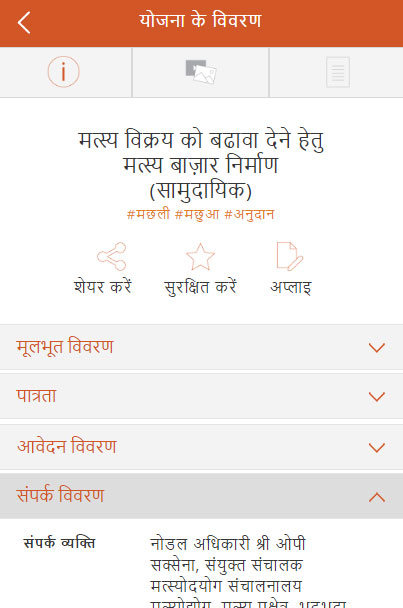 योजना के विवरण
मत्स्य विक्रय को बढावा देने हेतु
मत्स्य बाज़ार निर्माण
(सामुदायिक)
#मछली #मछुआ #अनुदान
शेयर करें सुरक्षित करें अप्लाइ
मूलभूत विवरण
पात्रता
आवेदन विवरण
संपर्क विवरण
संपर्क व्यक्ति नोडल अधिकारी श्री ओपी
सक्सेना, संयुक्त संचालक
मत्स्योदयोग संचालनालय